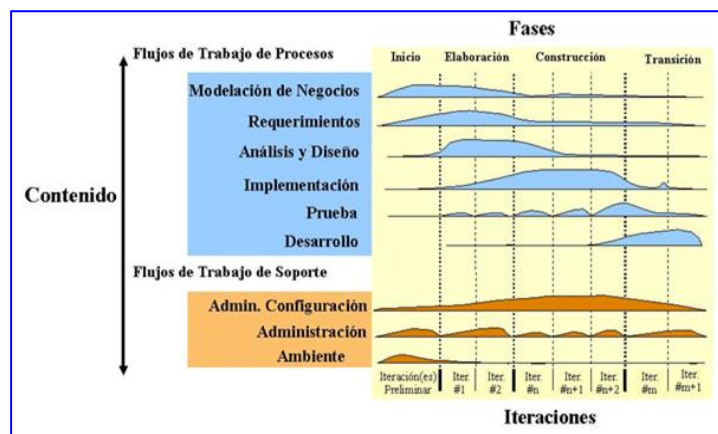 Fases
Flujos de Trabajo de Procesos
Inicio Elaboración Construcción Transición
Modelación de Negocios
Requerimientos
Análisis y Diseño
Implementación
Contenido
Prueba
Desarrollo
Flujos de Trabajo de Soporte
Admin. Configuración
Administración
Ambiente
Iteración(es) Iter. Iter. Iter. Iter. Iter. Iter. Iter.
Preliminar #1 #2 #n #n+1 #n+2 #m #m+1
Iteraciones